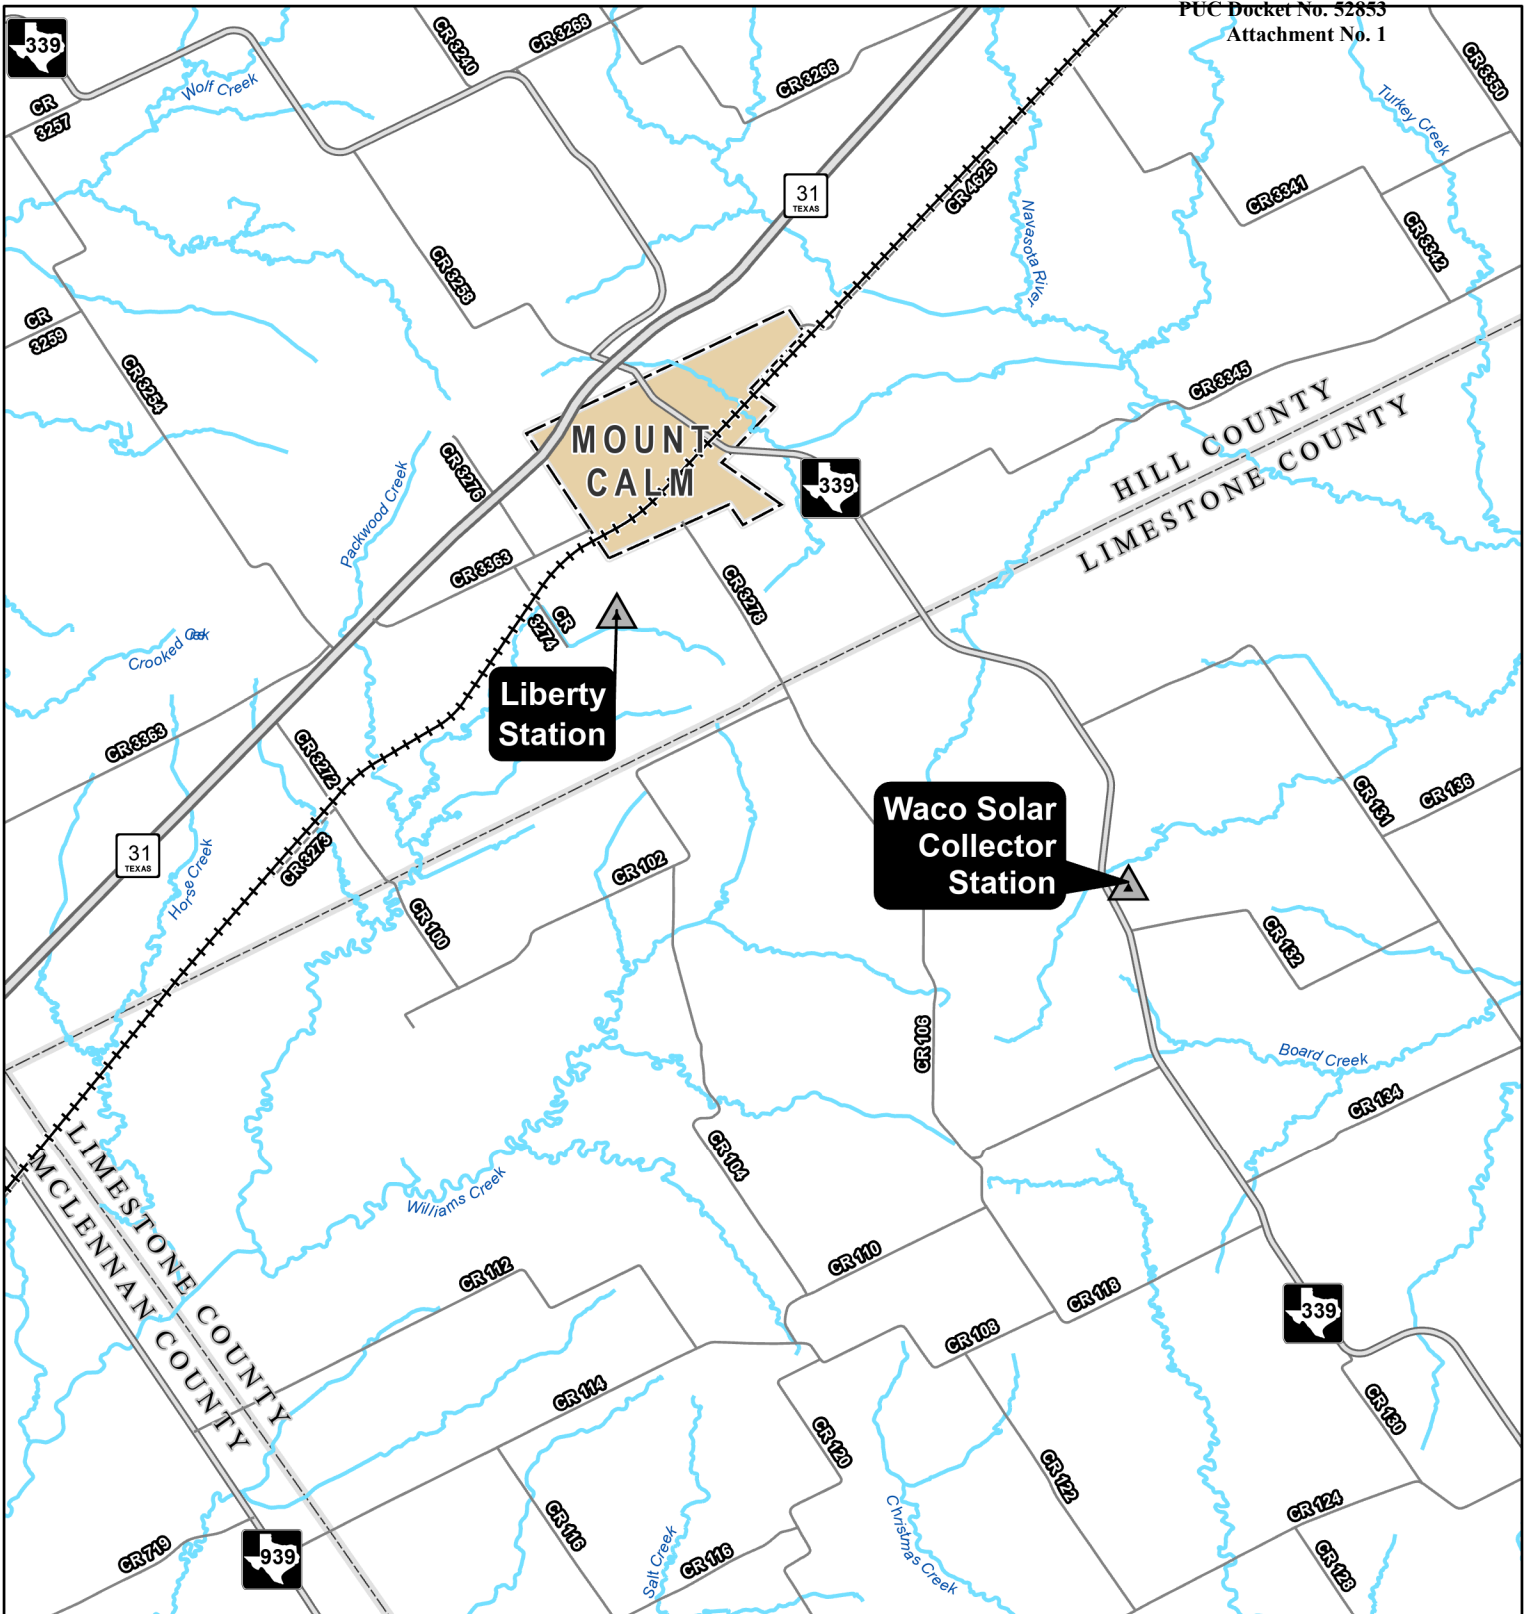 PUC Docket No. 52853
Attachment No. 1
339
CR 3240
CR 3268
CR 3266
CR 3350
Wolf Creek
Turkey Creek
CR
3257
CR 4625
31
TEXAS
CR 3341
CR 3342
Navasota River
CR 3258
CR
3259
CR 3254
CR 3345
HILL COUNTY
LIMESTONE COUNTY
MOUNT
CALM
CR 3276
339
Packwood Creek
CR 3363
CR 3278
CR
3274
Crooked Creek
Liberty
Station
CR 3363
CR 3272
Waco Solar
Collector
Station
CR 131
CR 136
31
TEXAS
CR 3273
Horse Creek
CR 102
CR 100
CR 132
CR 106
Board Creek
CR 134
CR 104
LIMESTONE COUNTY
MCLENNAN COUNTY
Williams Creek
CR 110
CR 112
CR 118
339
CR 108
CR 114
CR 130
CR 120
CR 122
CR 124
CR 116
Christmas Creek
CR 719
939
Salt Creek
CR 116
CR 128